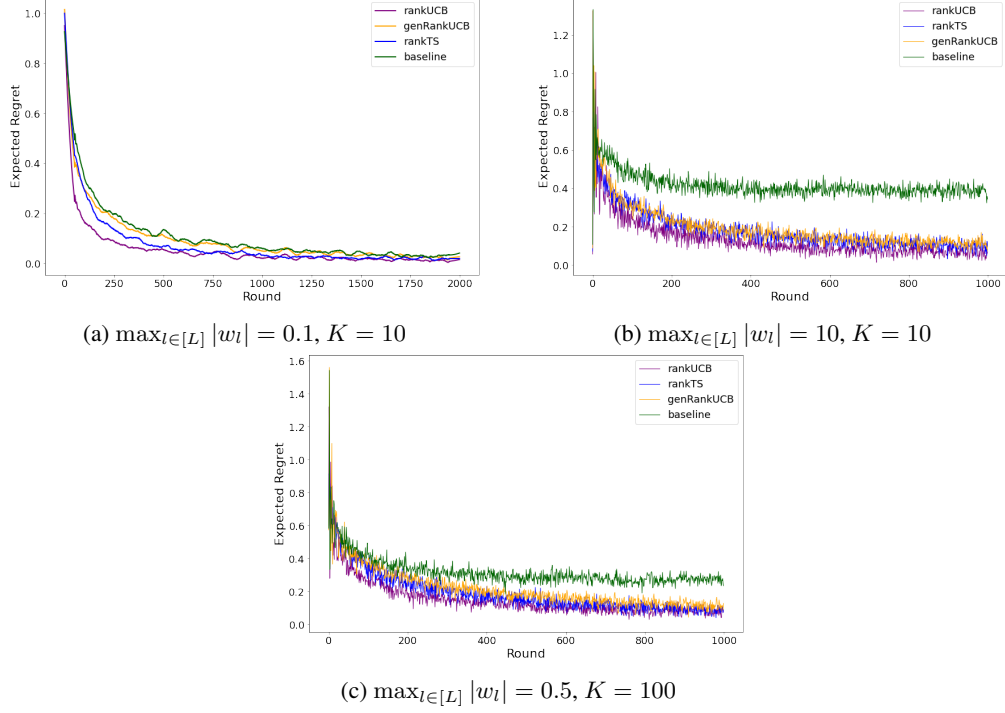 rankUCB
genRankUCB
rankTS
baseline
1.0
0.8
0.6
0.4
0.2
0.0
Expected Regret
0 250 500 750 1000 1250 1500 1750 2000
Round
(a) max_{l∈[L]} |w_l| = 0.1, K = 10
rankUCB
rankTS
genRankUCB
baseline
1.2
1.0
0.8
0.6
0.4
0.2
0.0
Expected Regret
0 200 400 600 800 1000
Round
(b) max_{l∈[L]} |w_l| = 10, K = 10
rankUCB
rankTS
genRankUCB
baseline
1.6
1.4
1.2
1.0
0.8
0.6
0.4
0.2
0.0
Expected Regret
0 200 400 600 800 1000
Round
(c) max_{l∈[L]} |w_l| = 0.5, K = 100